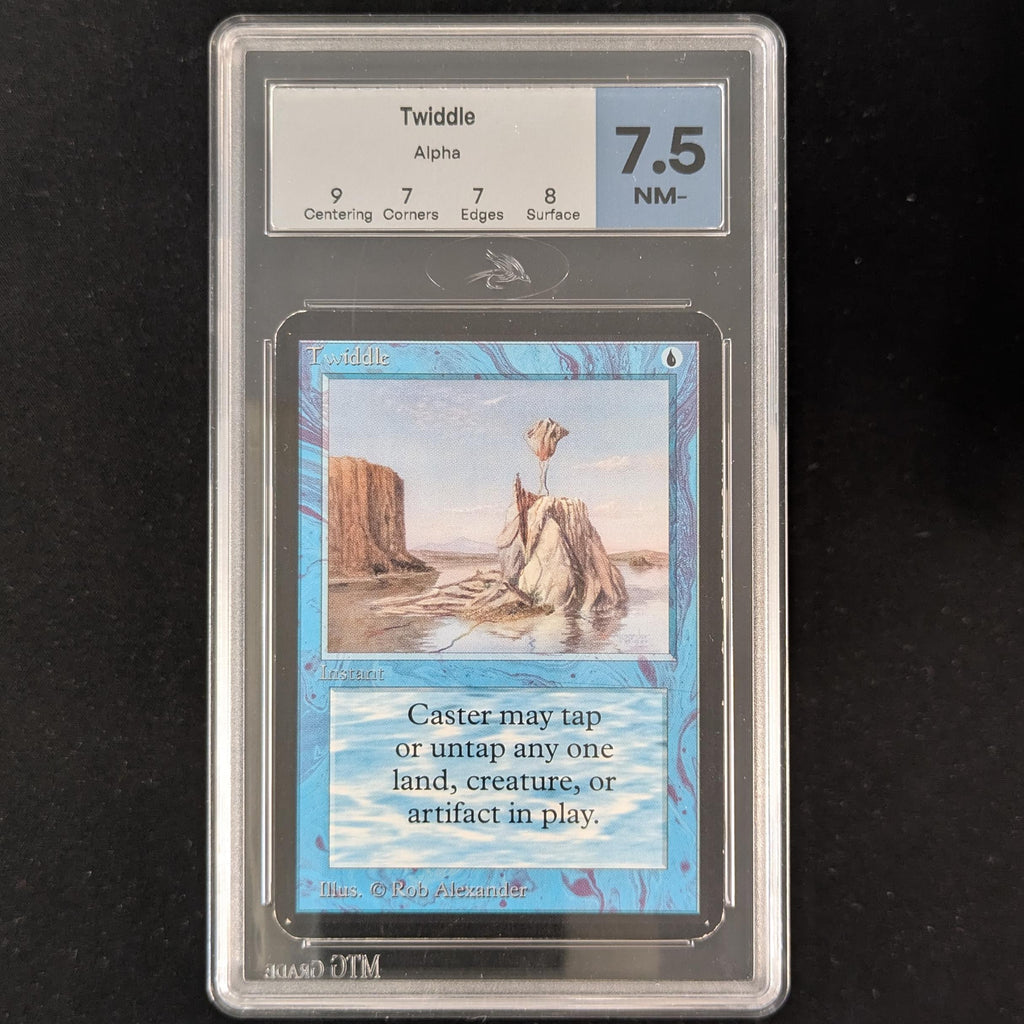 Twiddle
Alpha
9 7 7 8
Centering Corners Edges Surface
7.5
NM-
Twiddle
Instant
Caster may tap
or untap any one
land, creature, or
artifact in play.
Illus. © Rob Alexander
MTG GRADE